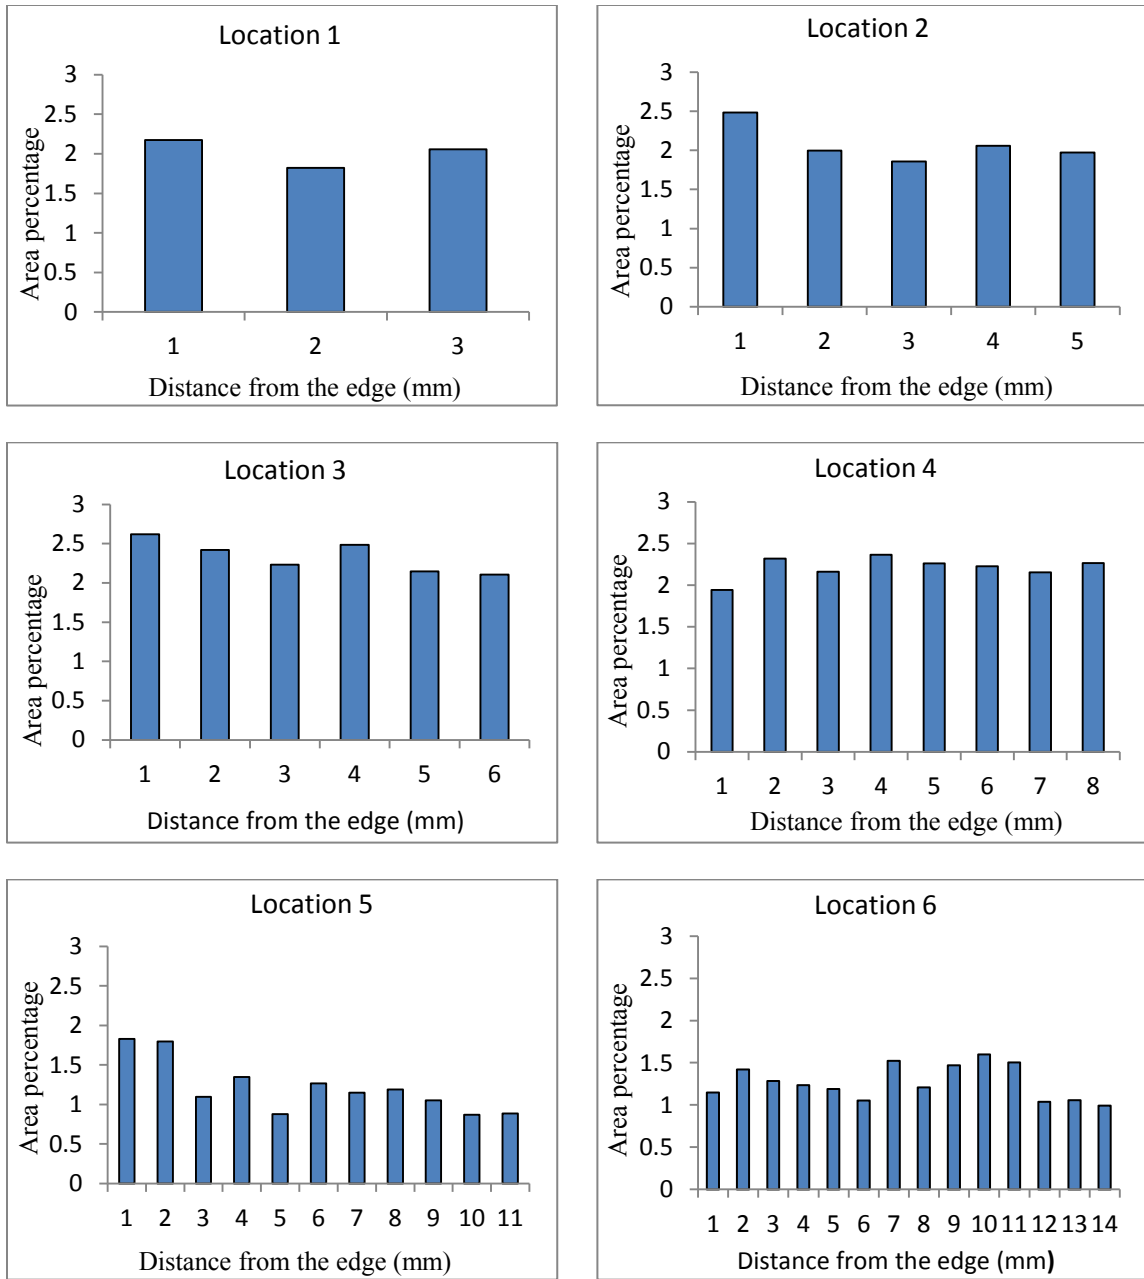 Location 1
Area percentage
3
2.5
2
1.5
1
0.5
0
1 2 3
Distance from the edge (mm)
Location 2
Area percentage
3
2.5
2
1.5
1
0.5
0
1 2 3 4 5
Distance from the edge (mm)
Location 3
Area percentage
3
2.5
2
1.5
1
0.5
0
1 2 3 4 5 6
Distance from the edge (mm)
Location 4
Area percentage
3
2.5
2
1.5
1
0.5
0
1 2 3 4 5 6 7 8
Distance from the edge (mm)
Location 5
Area percentage
3
2.5
2
1.5
1
0.5
0
1 2 3 4 5 6 7 8 9 10 11
Distance from the edge (mm)
Location 6
Area percentage
3
2.5
2
1.5
1
0.5
0
1 2 3 4 5 6 7 8 9 10 11 12 13 14
Distance from the edge (mm)